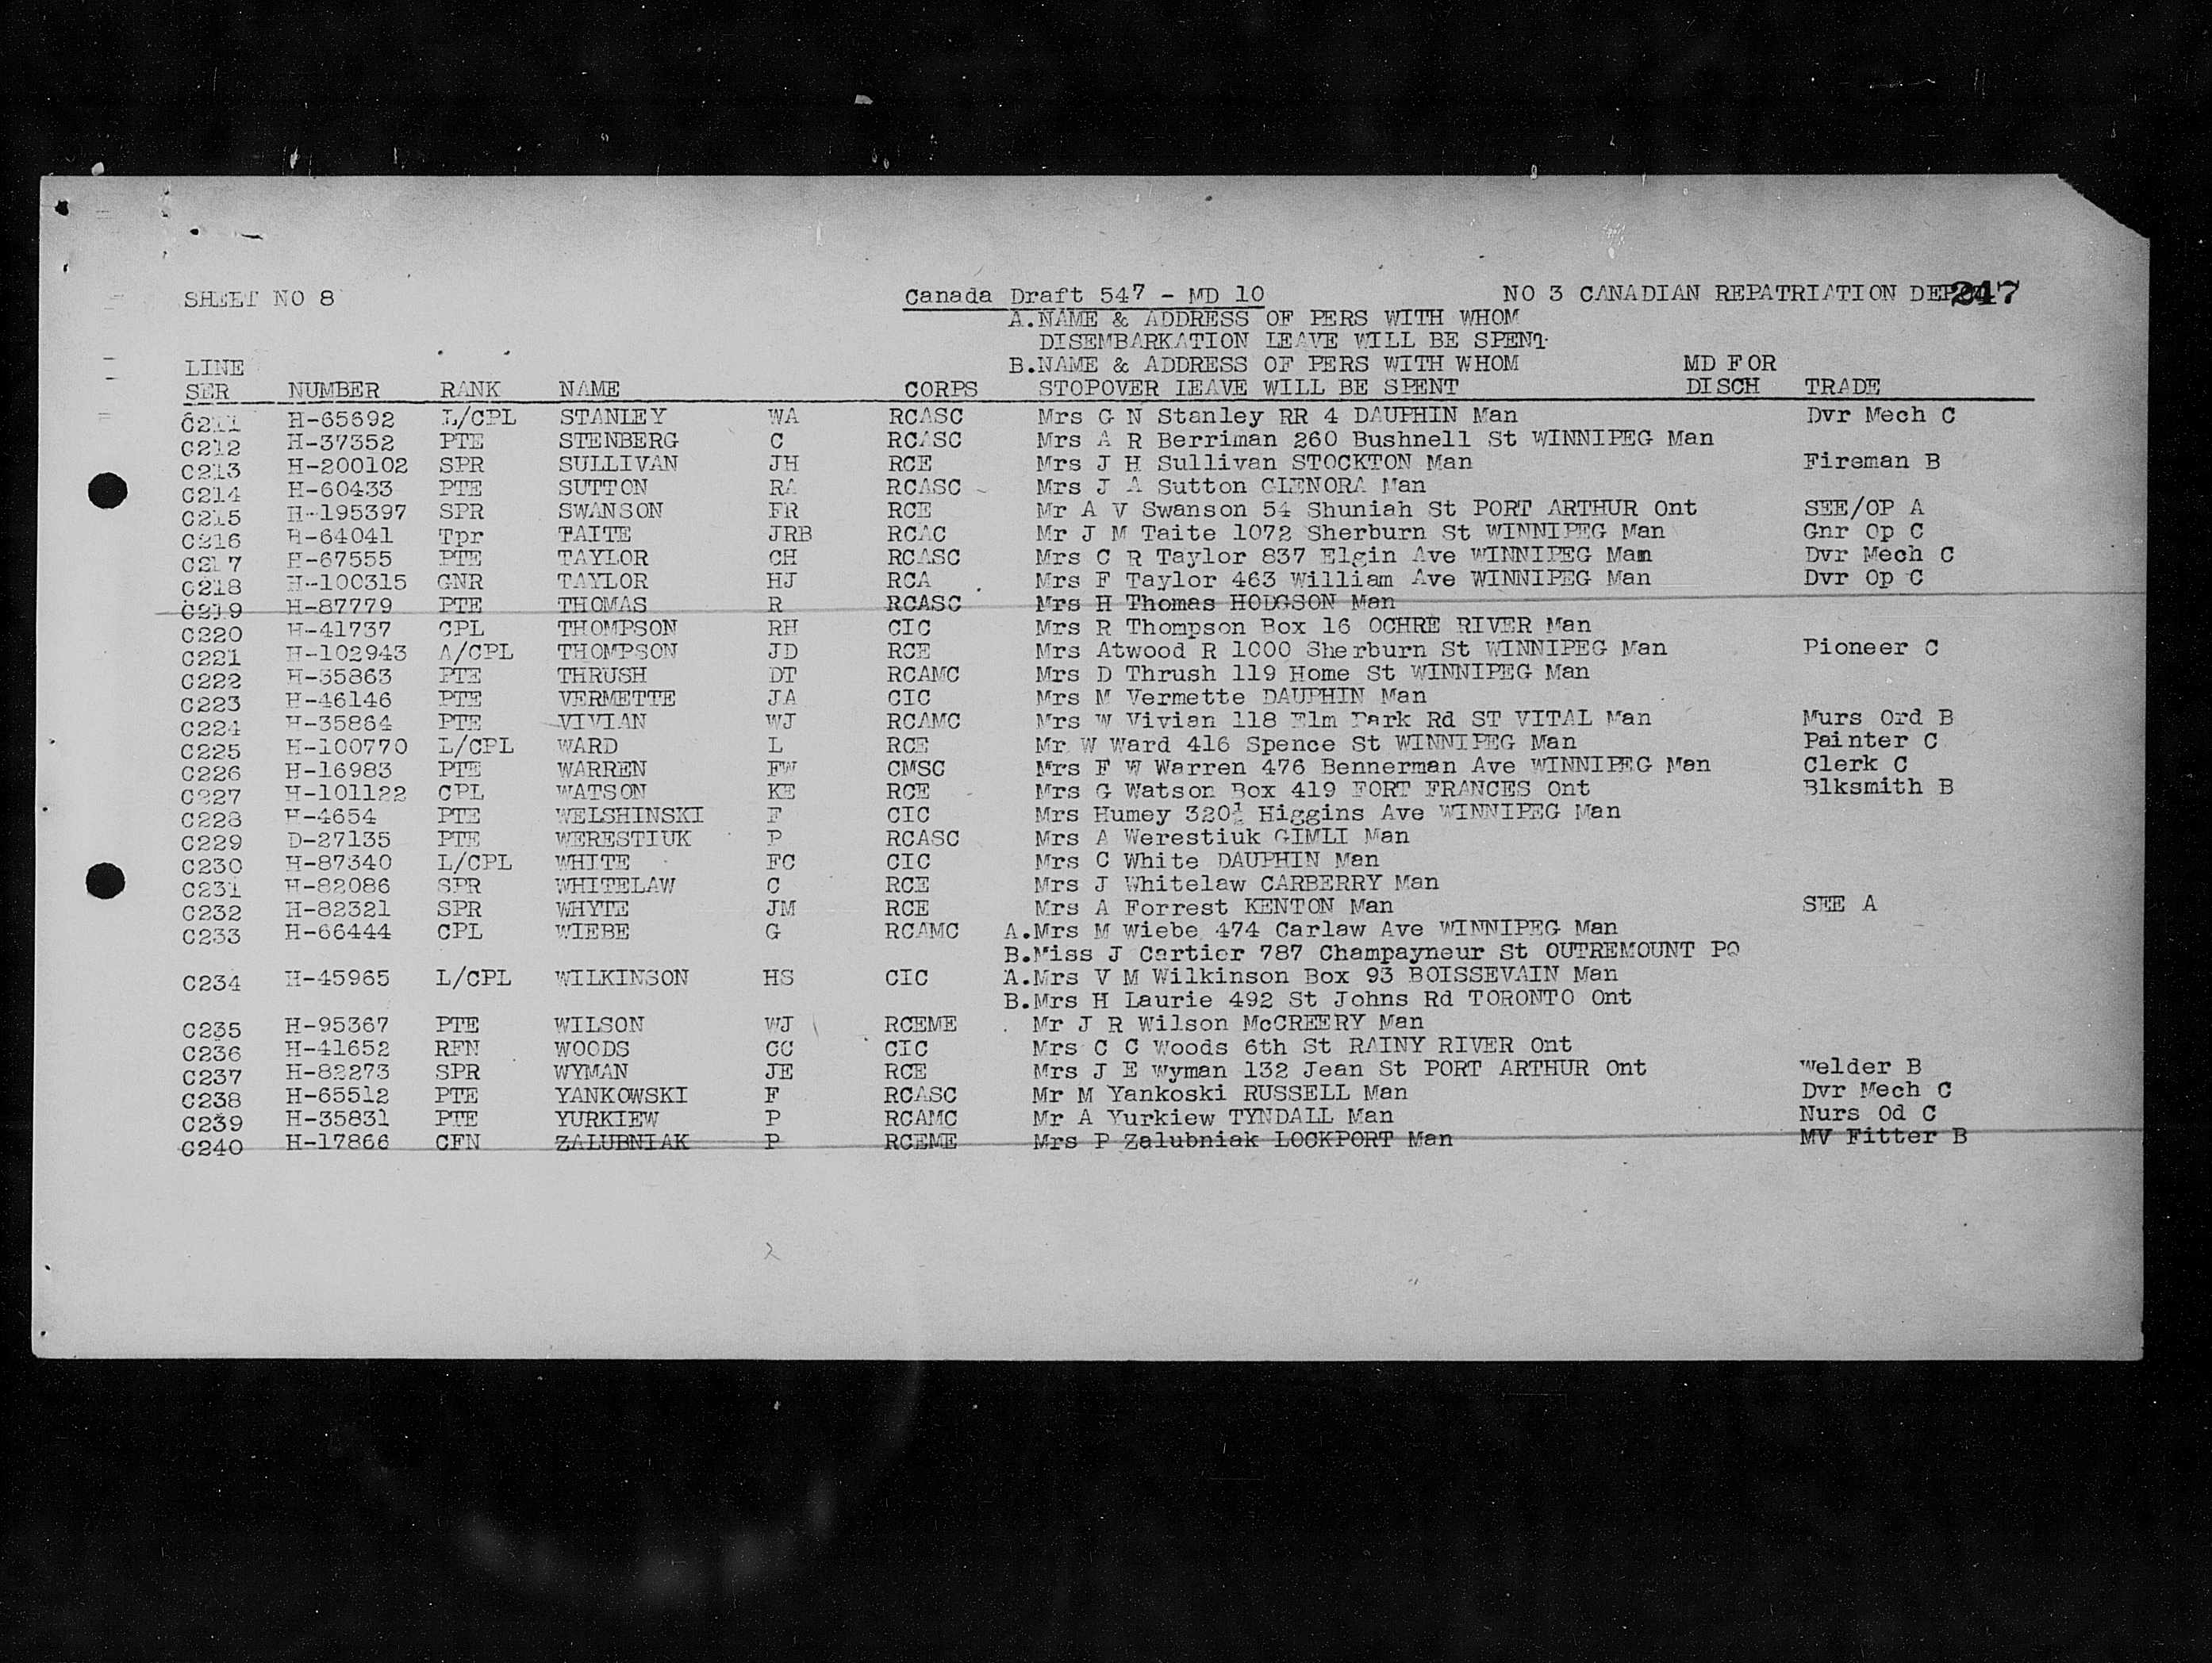 SHEET NO 8 Canada Draft 547 - MD 10 NO 3 CANADIAN REPATRIATION 247
A.NAME & ADDRESS OF PERS WITH WHOM
DISEMBARKATION LEAVE WILL BE SPENT
LINE B.NAME & ADDRESS OF PERS WITH WHOM MD FOR
SER NUMBER RANK NAME CORPS STOPOVER LEAVE WILL BE SPENT DISCH TRADE
C211 H-65692 L/CPL STANLEY WA RCASC Mrs G N Stanley RR 4 DAUPHIN Man Dvr Mech C
C212 H-37352 PTE STENBERG C RCASC Mrs A R Berriman 260 Bushnell St WINNIPEG Man
C213 H-200102 SPR SULLIVAN JH RCE Mrs J H Sullivan STOCKTON Man Fireman B
C214 H-60433 PTE SUTTON RA RCASC Mrs J A Sutton GLENORA Man
C215 H-195397 SPR SWANSON FR RCE Mr A V Swanson 54 Shuniah St PORT ARTHUR Ont SEE/OP A
C216 H-64041 Tpr TAITE JRB RCAC Mr J M Taite 1072 Sherburn St WINNIPEG Man Gnr Op C
C217 H-67555 PTE TAYLOR CH RCASC Mrs C R Taylor 837 Elgin Ave WINNIPEG Mam Dvr Mech C
C218 H-100315 GNR TAYLOR HJ RCA Mrs F Taylor 463 William Ave WINNIPEG Man Dvr Op C
C219 H-87779 PTE THOMAS R RCASC Mrs H Thomas HODGSON Man
C220 H-41737 CPL THOMPSON RH CIC Mrs R Thompson Box 16 OCHRE RIVER Man
C221 H-102943 A/CPL THOMPSON JD RCE Mrs Atwood R 1000 Sherburn St WINNIPEG Man Pioneer C
C222 H-35863 PTE THRUSH DT RCAMC Mrs D Thrush 119 Home St WINNIPEG Man
C223 H-46146 PTE VERMETTE JA CIC Mrs M Vermette DAUPHIN Man
C224 H-35864 PTE VIVIAN WJ RCAMC Mrs W Vivian 118 Elm Park Rd ST VITAL Man Murs Ord B
C225 H-100770 L/CPL WARD L RCE Mr W Ward 416 Spence St WINNIPEG Man Painter C
C226 H-16983 PTE WARREN FW CMSC Mrs F W Warren 476 Bennerman Ave WINNIPEG Man Clerk C
C227 H-101122 CPL WATSON KE RCE Mrs G Watson Box 419 FORT FRANCES Ont Blksmith B
C228 H-4654 PTE WELSHINSKI F CIC Mrs Humey 320½ Higgins Ave WINNIPEG Man
C229 D-27135 PTE WERESTIUK P RCASC Mrs A Werestiuk GIMLI Man
C230 H-87340 L/CPL WHITE FC CIC Mrs C White DAUPHIN Man
C231 H-82086 SPR WHITELAW C RCE Mrs J Whitelaw CARBERRY Man
C232 H-82321 SPR WHYTE JM RCE Mrs A Forrest KENTON Man SEE A
C233 H-66444 CPL WIEBE G RCAMC A.Mrs M Wiebe 474 Carlaw Ave WINNIPEG Man
B.Miss J Cartier 787 Champayneur St OUTREMOUNT PQ
C234 H-45965 L/CPL WILKINSON HS CIC A.Mrs V M Wilkinson Box 93 BOISSEVAIN Man
B.Mrs H Laurie 492 St Johns Rd TORONTO Ont
C235 H-95367 PTE WILSON WJ RCEME Mr J R Wilson McCREERY Man
C236 H-41652 RFN WOODS CC CIC Mrs C C Woods 6th St RAINY RIVER Ont
C237 H-82273 SPR WYMAN JE RCE Mrs J E Wyman 132 Jean St PORT ARTHUR Ont Welder B
C238 H-65512 PTE YANKOWSKI F RCASC Mr M Yankoski RUSSELL Man Dvr Mech C
C239 H-35831 PTE YURKIEW P RCAMC Mr A Yurkiew TYNDALL Man Nurs Od C
C240 H-17866 CFN ZALUBNIAK P RCEME Mrs P Zalubniak LOCKPORT Man MV Fitter B